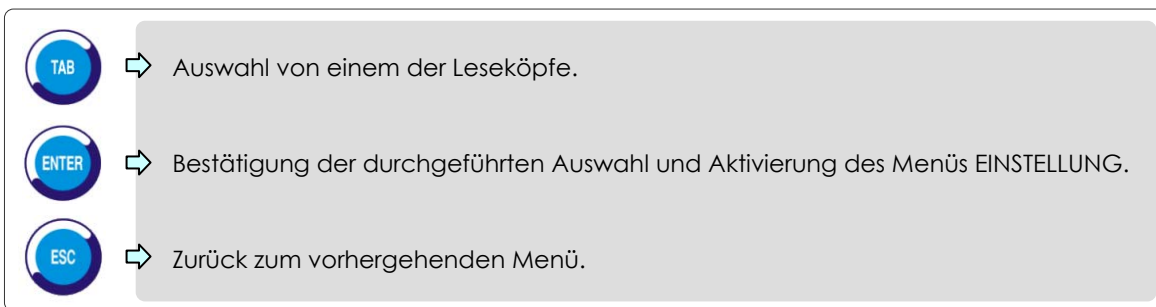 TAB Auswahl von einem der Leseköpfe.
ENTER Bestätigung der durchgeführten Auswahl und Aktivierung des Menüs EINSTELLUNG.
ESC Zurück zum vorhergehenden Menü.